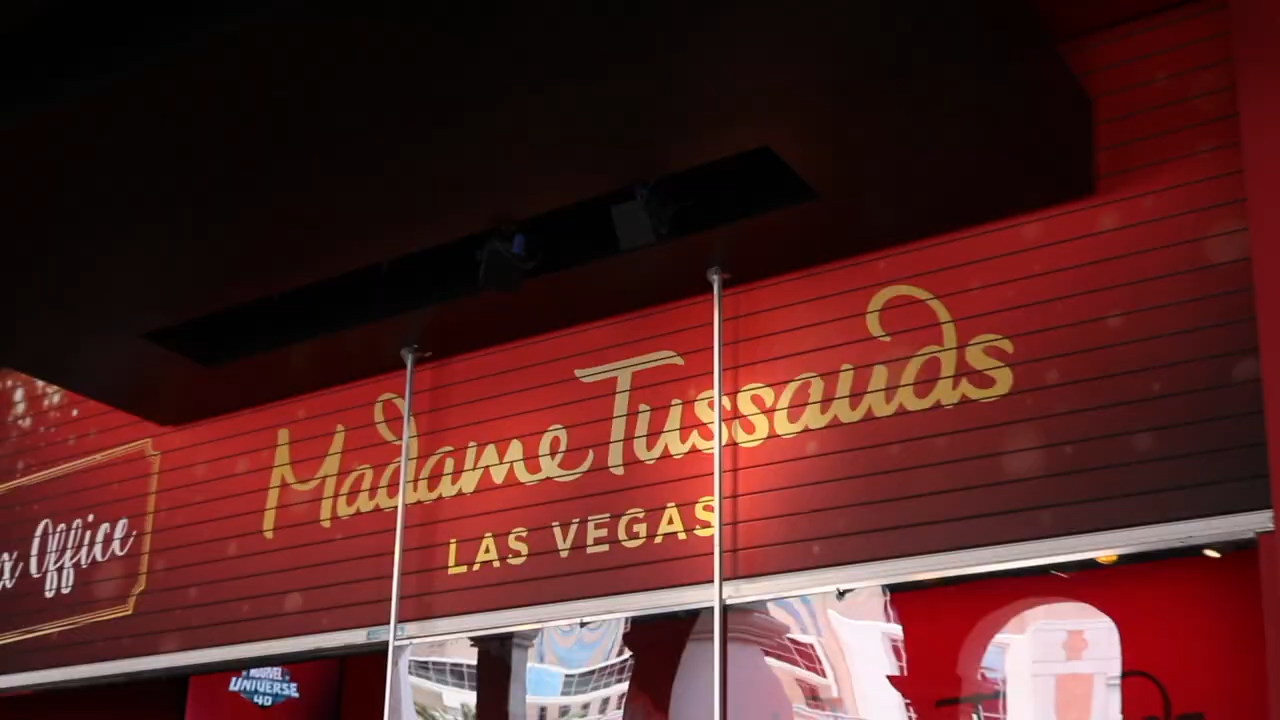 Madame Tussauds
LAS VEGAS
Office
MARVEL
UNIVERSE
4D